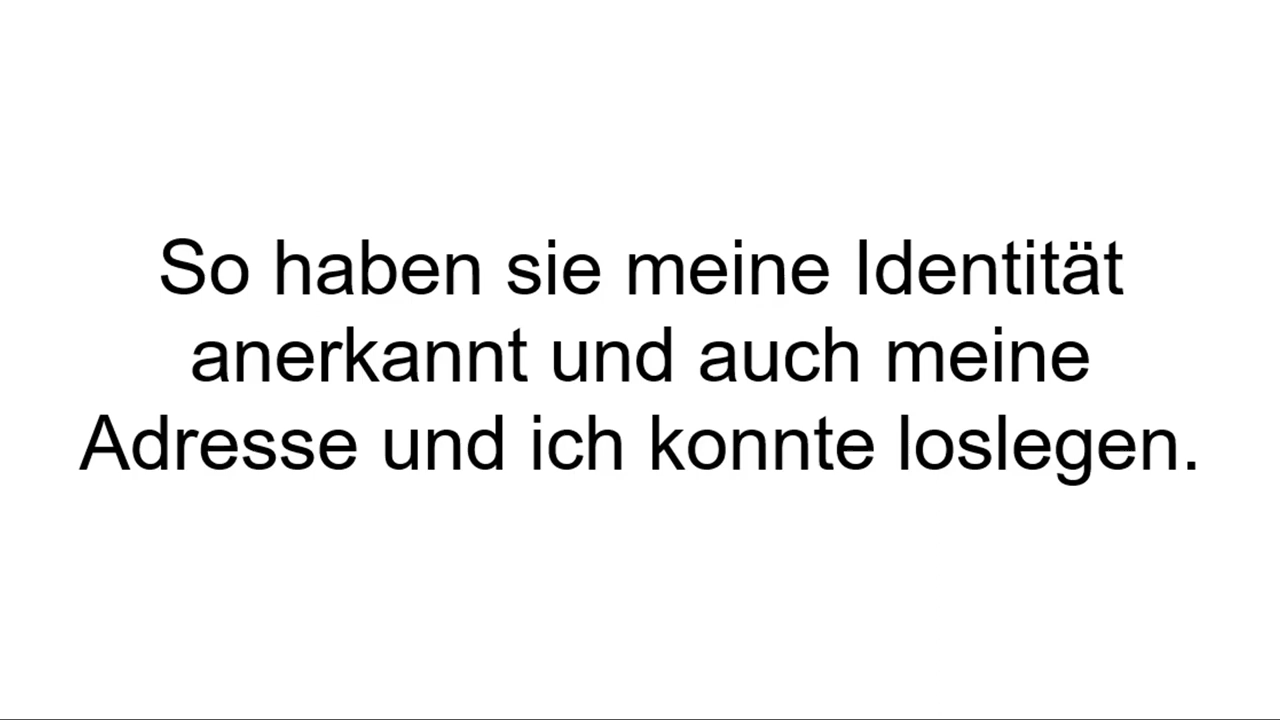 So haben sie meine Identität
anerkannt und auch meine
Adresse und ich konnte loslegen.